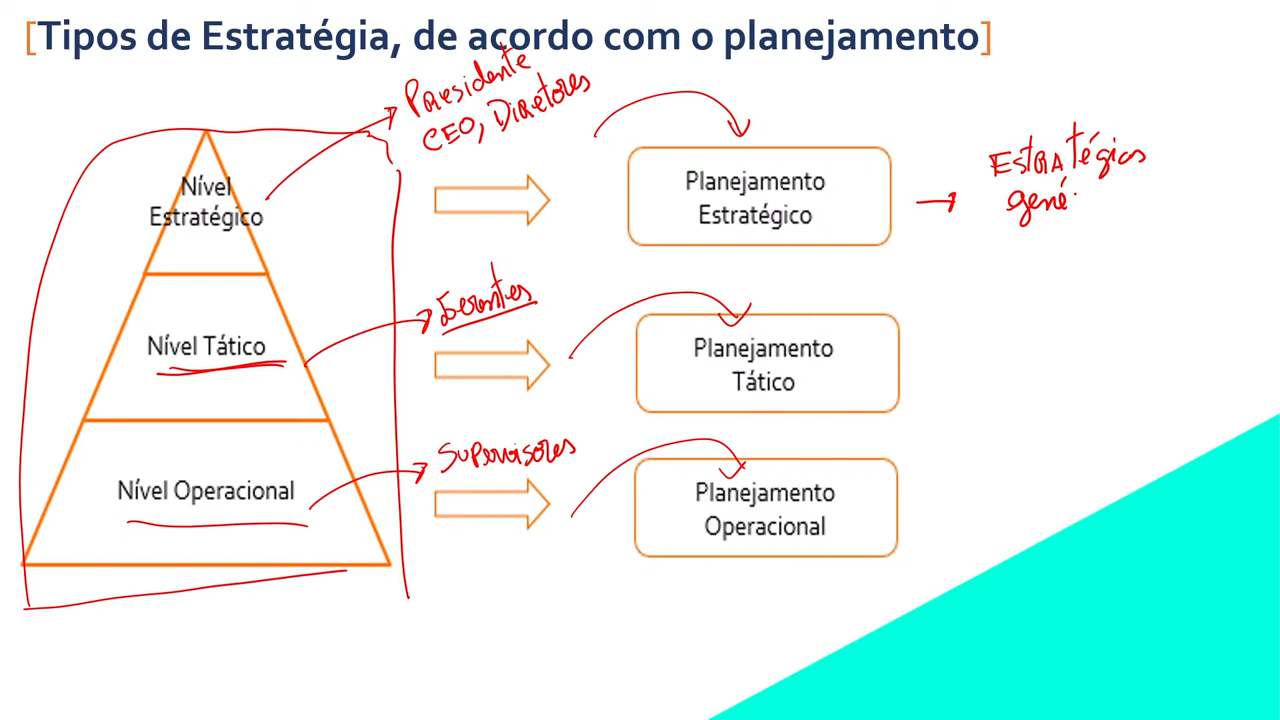 [Tipos de Estratégia, de acordo com o planejamento]
Presidente
CEO, Diretores
Nível
Estratégico
Planejamento
Estratégico
Estratégias
gené
Gerentes
Nível Tático
Planejamento
Tático
Supervisores
Nível Operacional
Planejamento
Operacional